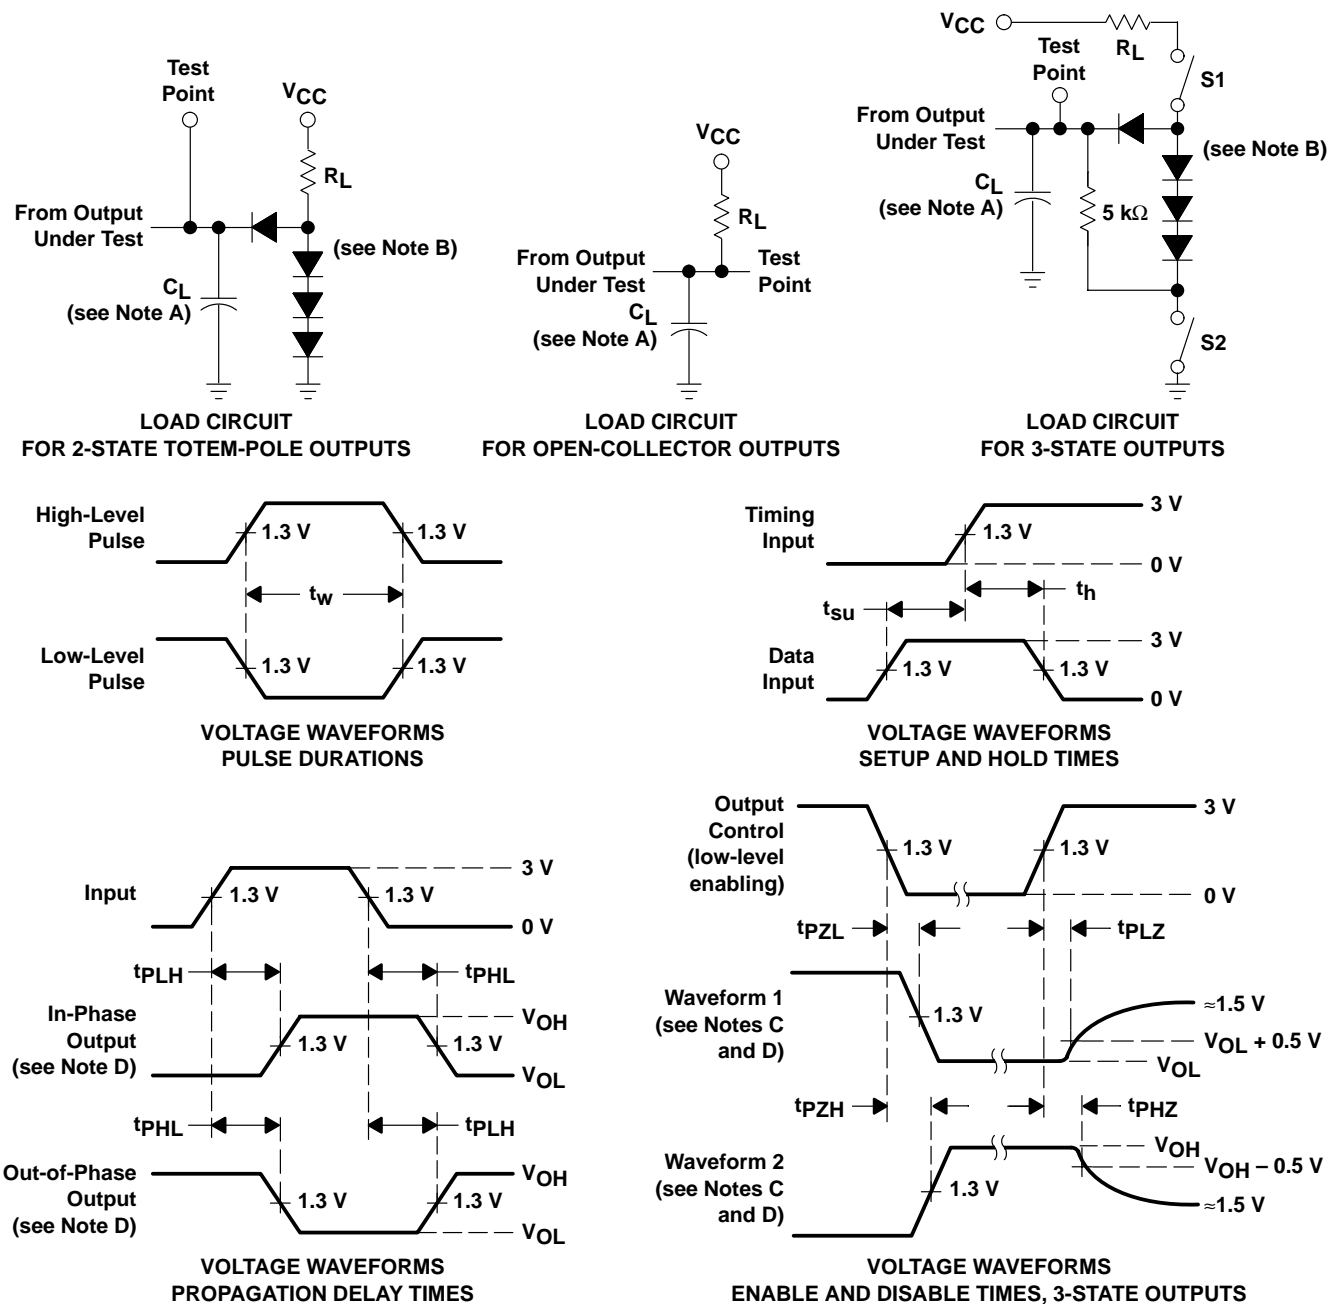 Test
Point
VCC
RL
From Output
Under Test
(see Note B)
CL
(see Note A)
LOAD CIRCUIT
FOR 2-STATE TOTEM-POLE OUTPUTS
VCC
RL
From Output
Under Test
Test
Point
CL
(see Note A)
LOAD CIRCUIT
FOR OPEN-COLLECTOR OUTPUTS
VCC
RL
Test
Point
S1
From Output
Under Test
(see Note B)
CL
(see Note A)
5 kΩ
S2
LOAD CIRCUIT
FOR 3-STATE OUTPUTS
High-Level
Pulse
1.3 V
1.3 V
tw
Low-Level
Pulse
1.3 V
1.3 V
VOLTAGE WAVEFORMS
PULSE DURATIONS
Timing
Input
1.3 V
3 V
0 V
th
tsu
Data
Input
1.3 V
1.3 V
3 V
0 V
VOLTAGE WAVEFORMS
SETUP AND HOLD TIMES
Input
1.3 V
1.3 V
3 V
0 V
tPLH
tPHL
In-Phase
Output
(see Note D)
1.3 V
1.3 V
VOH
VOL
tPHL
tPLH
Out-of-Phase
Output
(see Note D)
1.3 V
1.3 V
VOH
VOL
VOLTAGE WAVEFORMS
PROPAGATION DELAY TIMES
Output
Control
(low-level
enabling)
1.3 V
1.3 V
3 V
0 V
tPZL
tPLZ
Waveform 1
(see Notes C
and D)
1.3 V
≈1.5 V
VOL + 0.5 V
VOL
tPZH
tPHZ
Waveform 2
(see Notes C
and D)
1.3 V
VOH
VOH – 0.5 V
≈1.5 V
VOLTAGE WAVEFORMS
ENABLE AND DISABLE TIMES, 3-STATE OUTPUTS